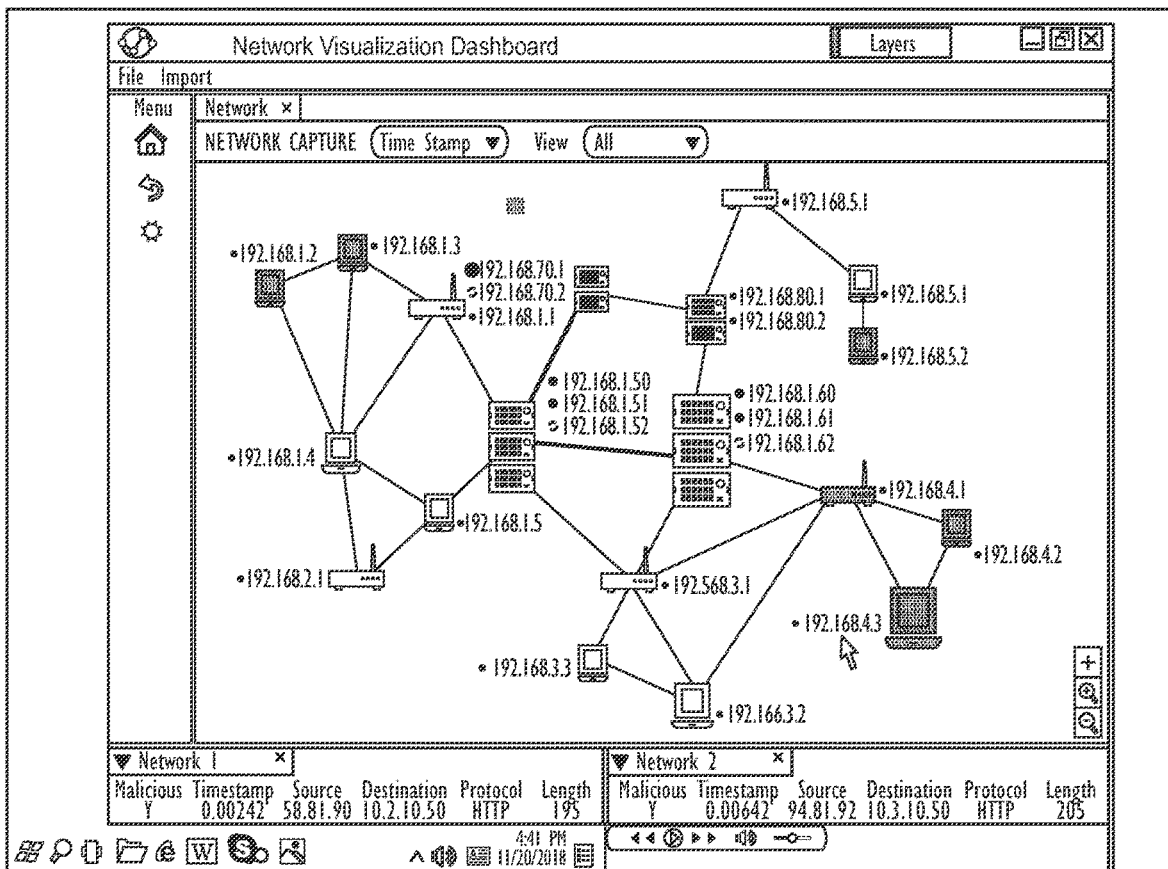 Network Visualization Dashboard
Layers
File Import
Menu
Network ×
NETWORK CAPTURE Time Stamp View All
192.168.5.1
192.168.1.2
192.168.1.3
192.168.70.1
192.168.70.2
192.168.1.1
192.168.80.1
192.168.80.2
192.168.5.1
192.168.5.2
192.168.1.50
192.168.1.51
192.168.1.52
192.168.1.60
192.168.1.61
192.168.1.62
192.168.1.4
192.168.1.5
192.168.4.1
192.168.4.2
192.168.2.1
192.568.3.1
192.168.4.3
192.168.3.3
192.166.3.2
Network 1 ×
Malicious Timestamp Source Destination Protocol Length
Y 0.00242 58.81.90 10.2.10.50 HTTP 195
Network 2 ×
Malicious Timestamp Source Destination Protocol Length
Y 0.00642 94.81.92 10.3.10.50 HTTP 205
W
S
4:41 PM
11/20/2018